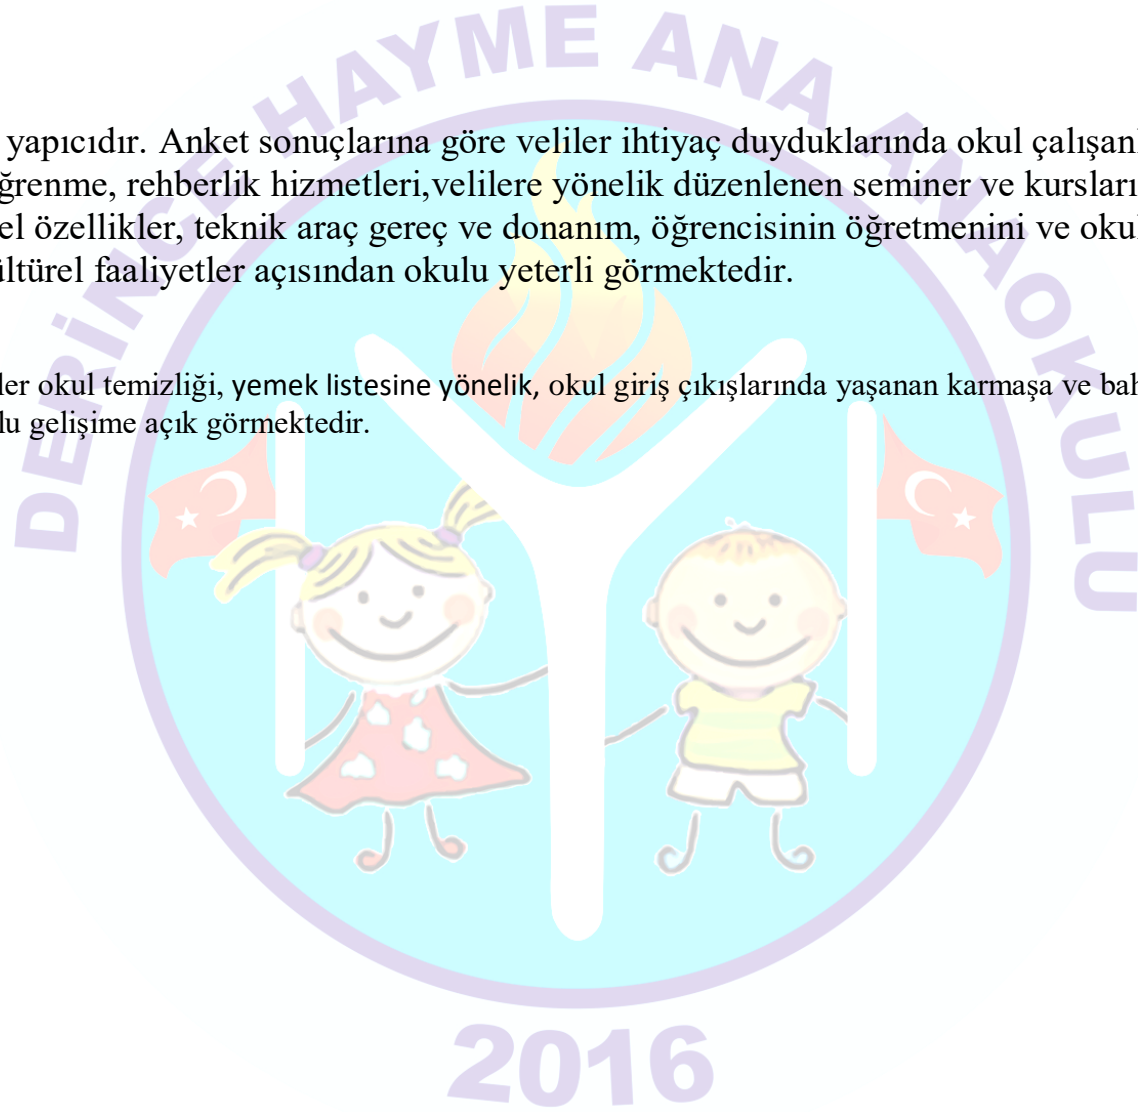 DERİNCE HAYME ANA ANAOKULU
yapıcıdır. Anket sonuçlarına göre veliler ihtiyaç duyduklarında okul çalışan
ğrenme, rehberlik hizmetleri,velilere yönelik düzenlenen seminer ve kursları
el özellikler, teknik araç gereç ve donanım, öğrencisinin öğretmenini ve okul
ültürel faaliyetler açısından okulu yeterli görmektedir.
ler okul temizliği, yemek listesine yönelik, okul giriş çıkışlarında yaşanan karmaşa ve bah
lu gelişime açık görmektedir.
2016